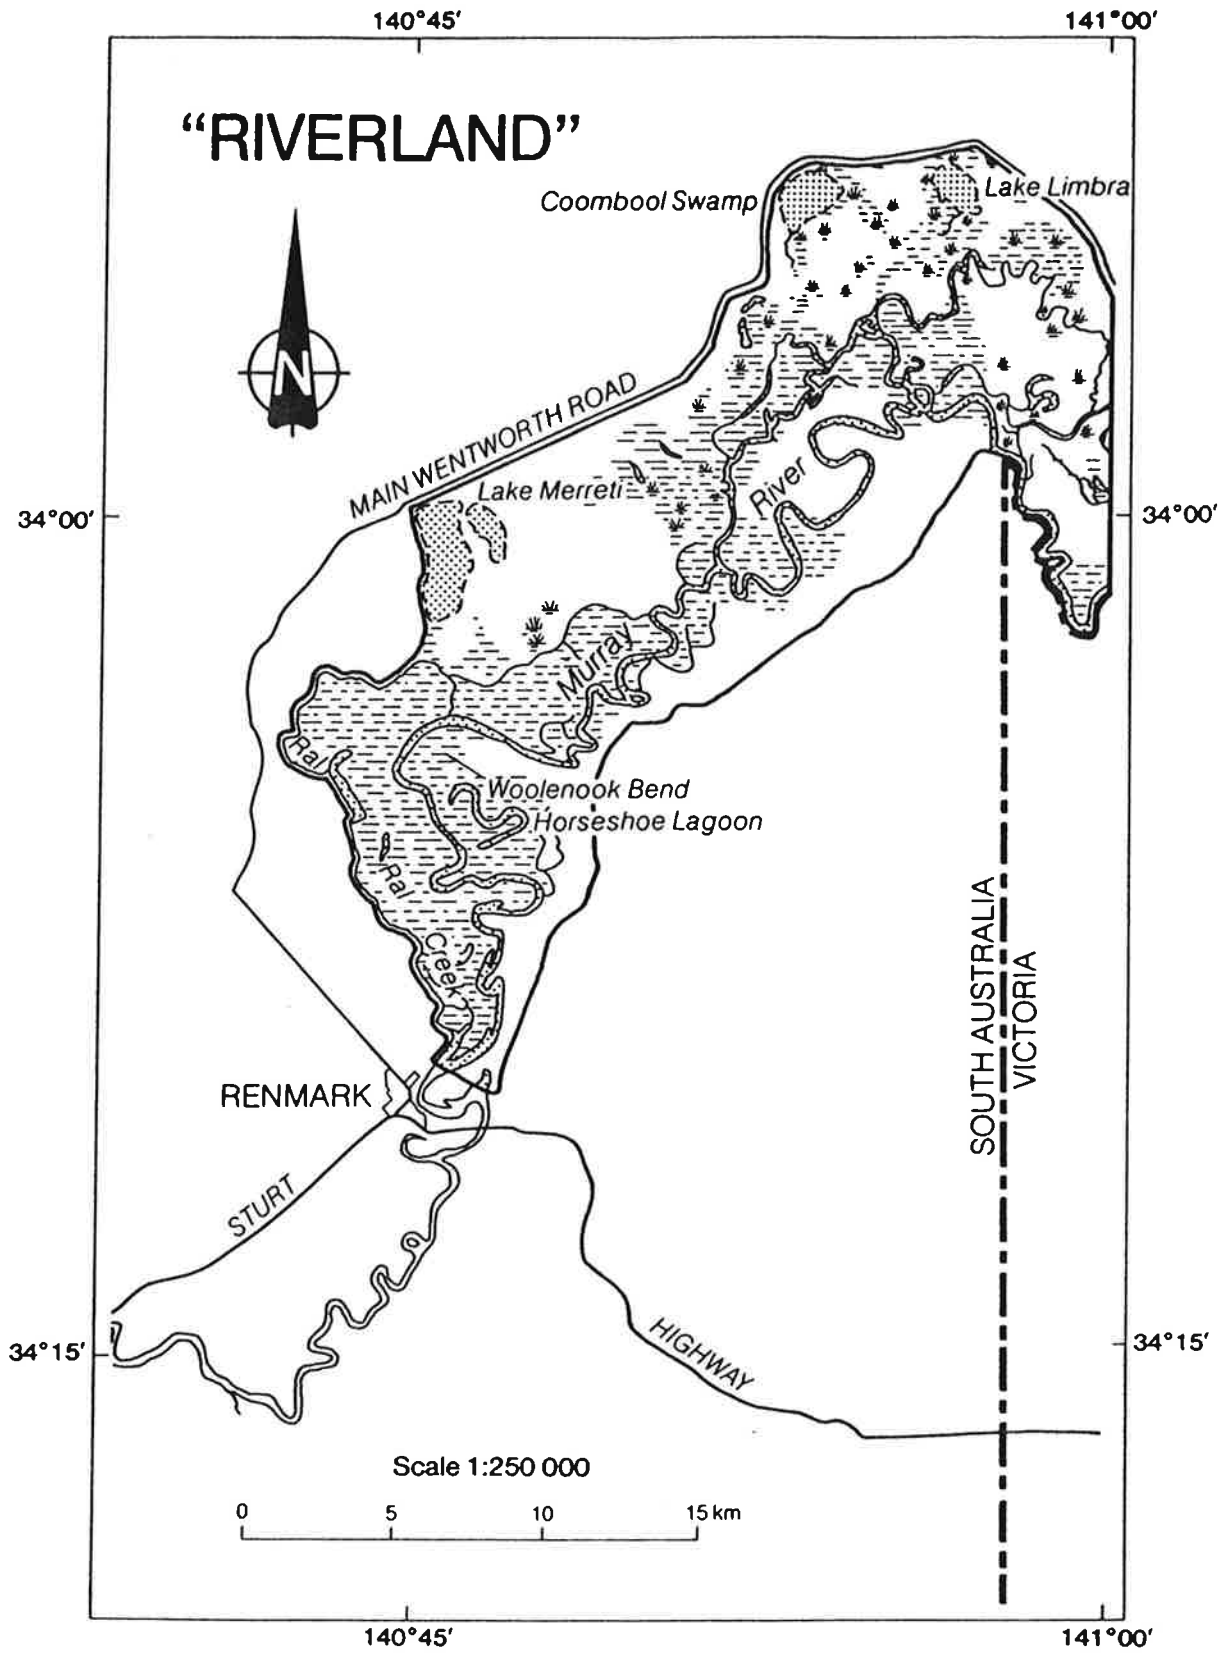 140°45′ 141°00′
“RIVERLAND”
Coombool Swamp
Lake Limbra
N
MAIN WENTWORTH ROAD
Lake Merreti
River
34°00′ 34°00′
Murray
Ral
Woolenook Bend
Horseshoe Lagoon
Ral
Creek
SOUTH AUSTRALIA
VICTORIA
RENMARK
STURT
HIGHWAY
34°15′ 34°15′
Scale 1:250 000
0 5 10 15 km
140°45′ 141°00′